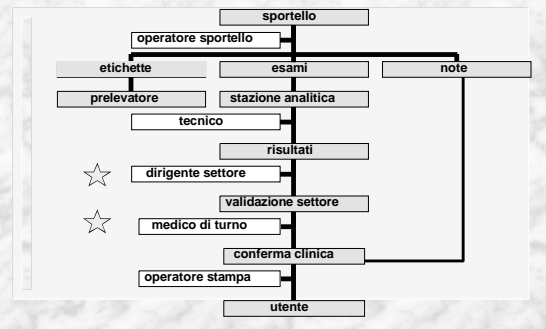 sportello
operatore sportello
etichette esami note
prelevatore stazione analitica
tecnico
risultati
dirigente settore
validazione settore
medico di turno
conferma clinica
operatore stampa
utente